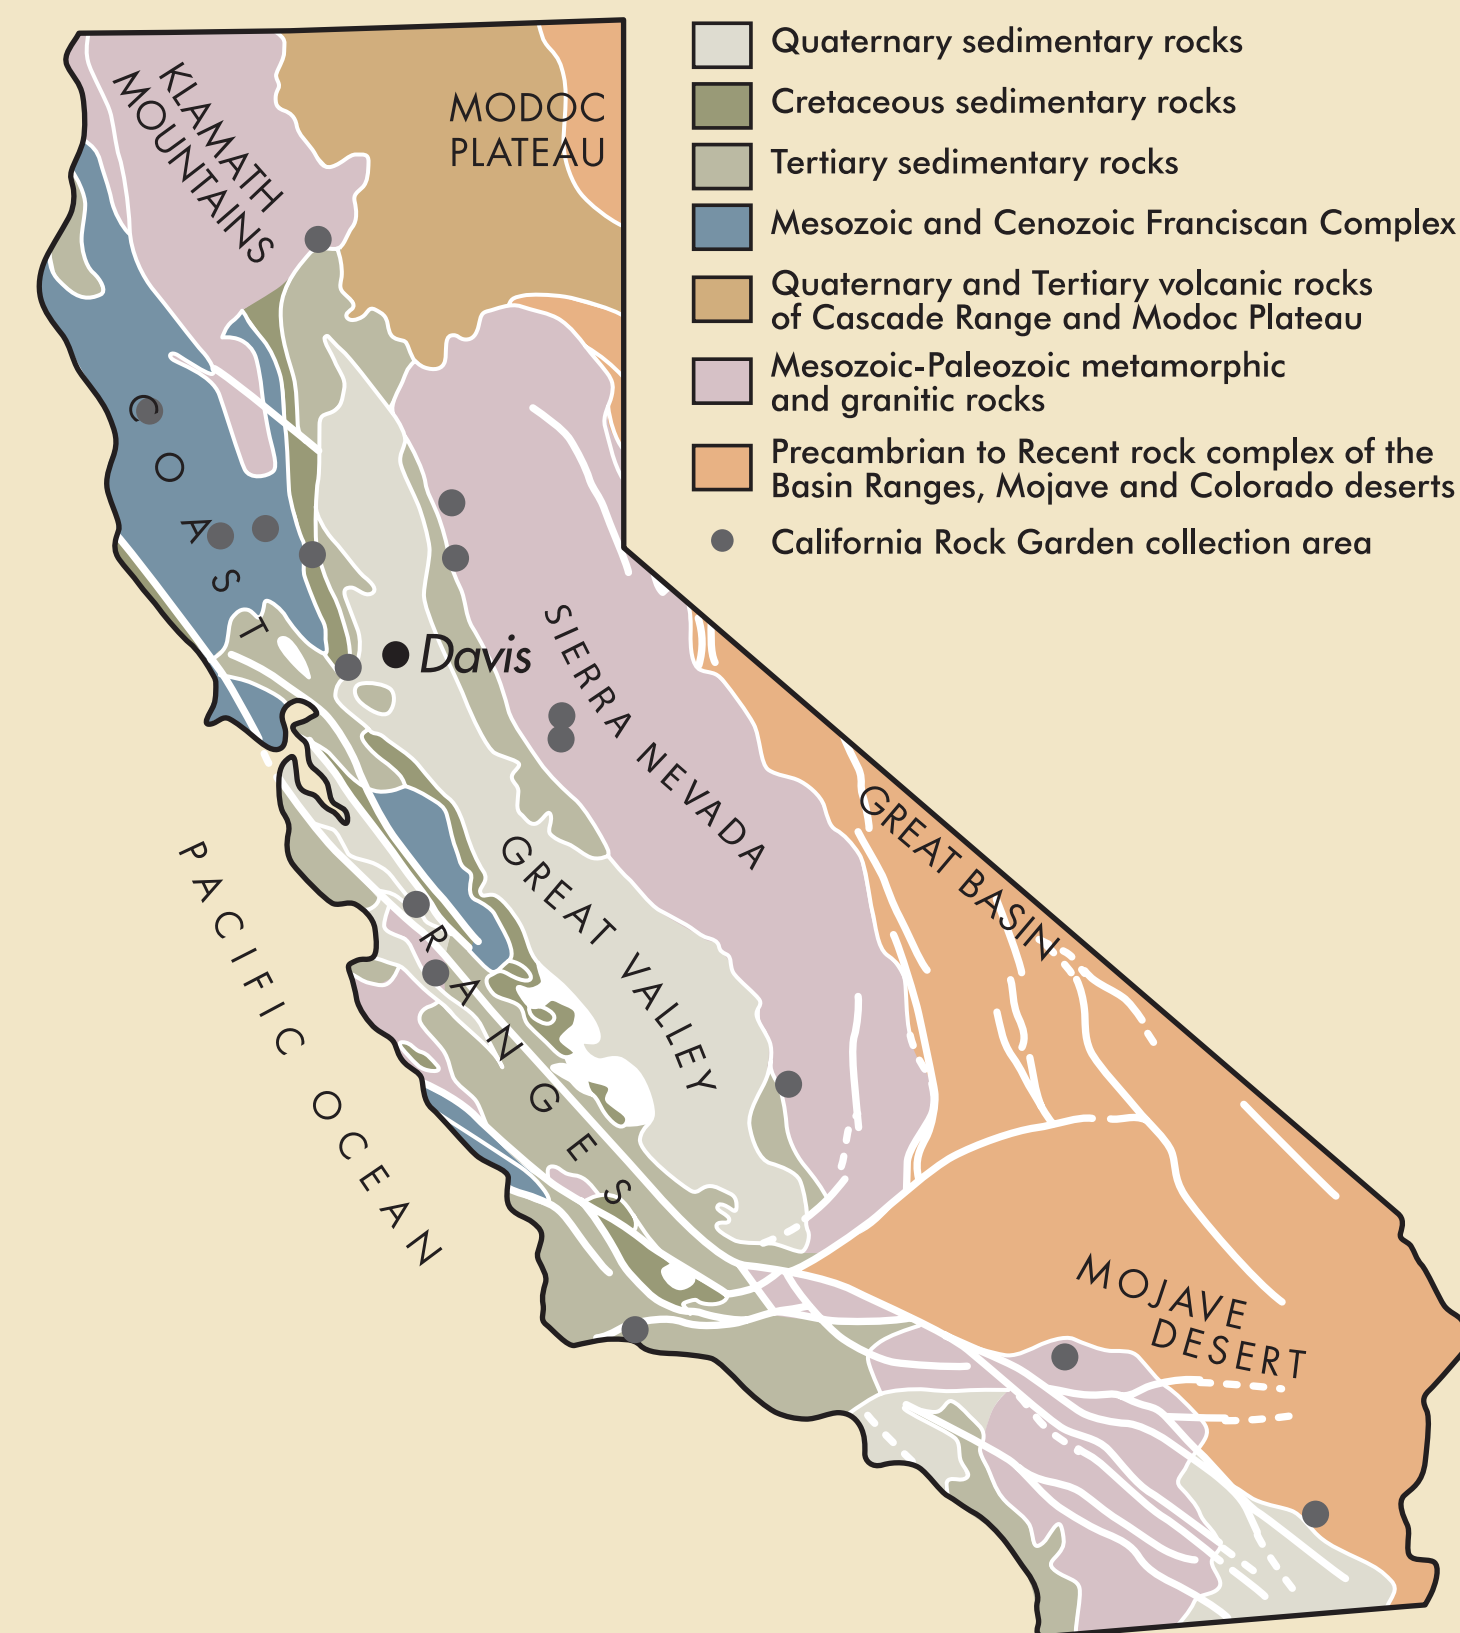 KLAMATH
MOUNTAINS
MODOC
PLATEAU
Quaternary sedimentary rocks
Cretaceous sedimentary rocks
Tertiary sedimentary rocks
Mesozoic and Cenozoic Franciscan Complex
Quaternary and Tertiary volcanic rocks
of Cascade Range and Modoc Plateau
Mesozoic-Paleozoic metamorphic
and granitic rocks
Precambrian to Recent rock complex of the
Basin Ranges, Mojave and Colorado deserts
California Rock Garden collection area
COAST RANGES
Davis
SIERRA NEVADA
GREAT BASIN
GREAT VALLEY
PACIFIC OCEAN
MOJAVE
DESERT